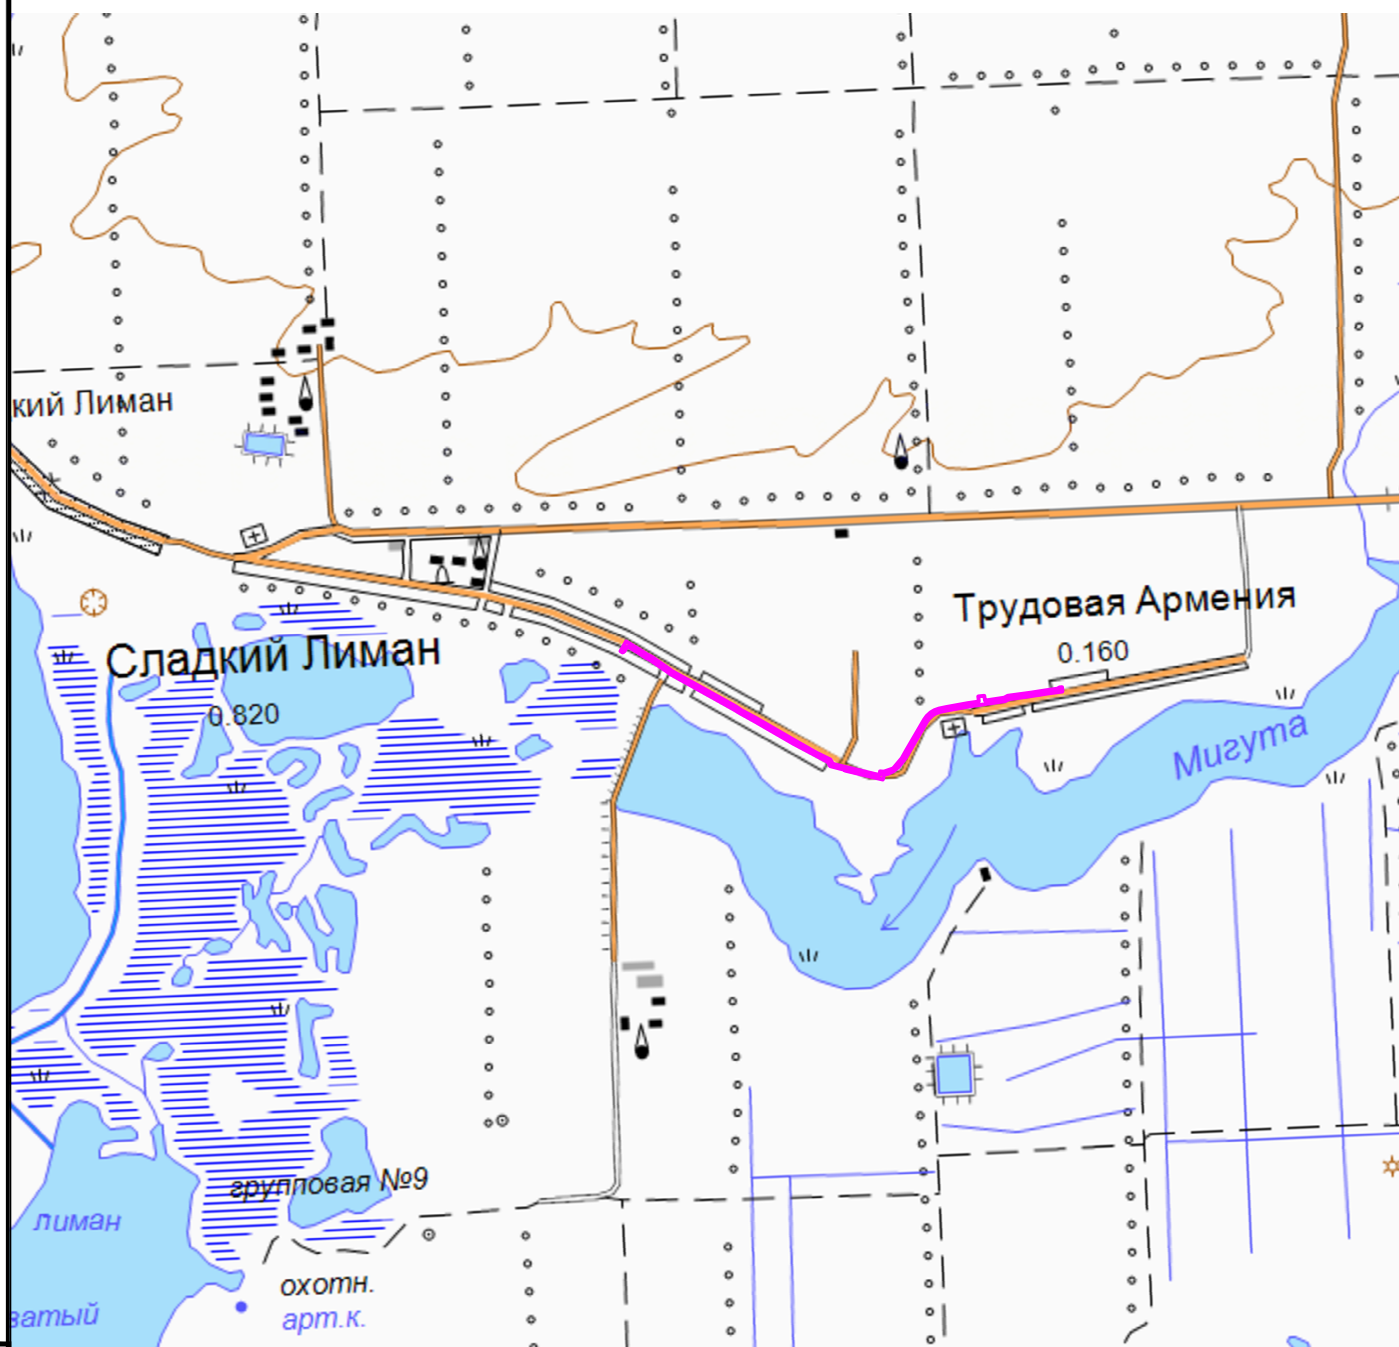 кий Лиман
Трудовая Армения
0.160
Сладкий Лиман
0.820
Мигута
групповая №9
лиман
охотн.
арт.к.
ватый